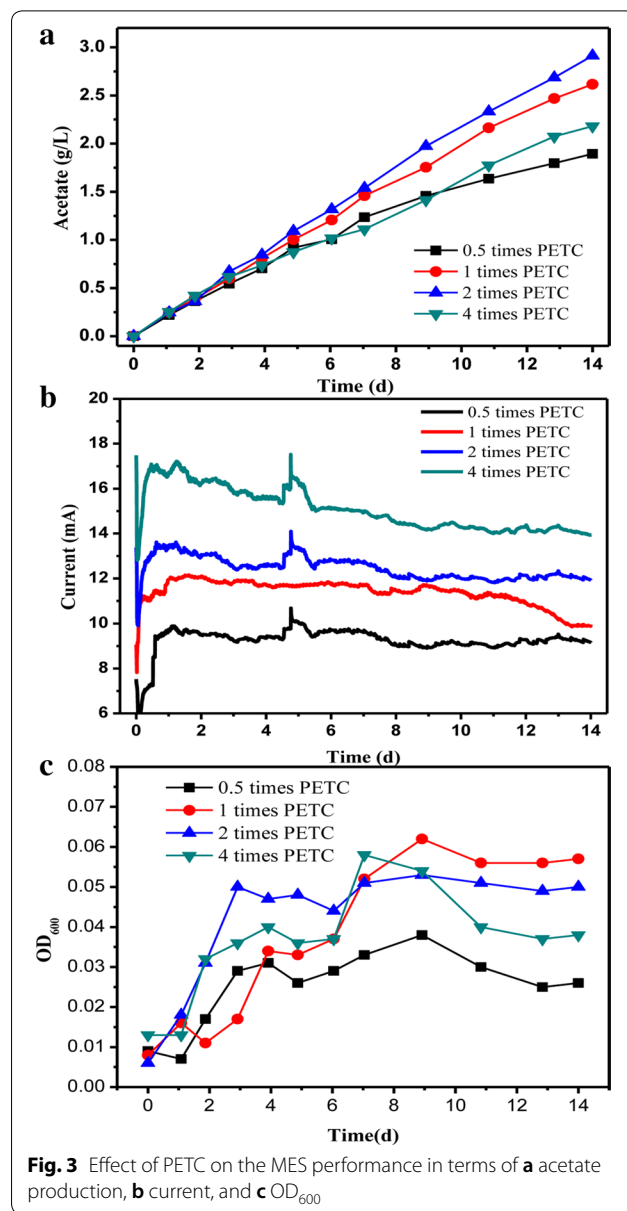 a
3.0
2.5
2.0
1.5
1.0
0.5
0.0
Acetate (g/L)
0.5 times PETC
1 times PETC
2 times PETC
4 times PETC
0 2 4 6 8 10 12 14
Time (d)
b
20
18
16
14
12
10
8
6
Current (mA)
0.5 times PETC
1 times PETC
2 times PETC
4 times PETC
0 2 4 6 8 10 12 14
Time (d)
c
0.08
0.07
0.06
0.05
0.04
0.03
0.02
0.01
0.00
OD600
0.5 times PETC
1 times PETC
2 times PETC
4 times PETC
0 2 4 6 8 10 12 14
Time(d)
Fig. 3 Effect of PETC on the MES performance in terms of a acetate
production, b current, and c OD600